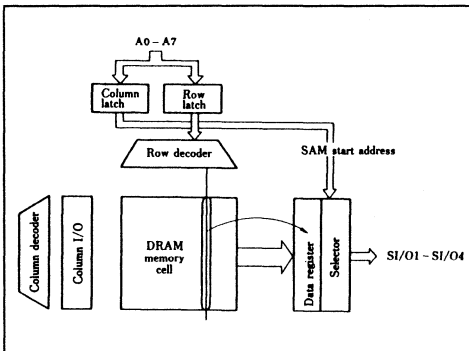 A0 – A7
Column
latch
Row
latch
Row decoder
SAM start address
Column decoder
Column I/O
DRAM
memory
cell
Data register
Selector
SI/O1 – SI/O4